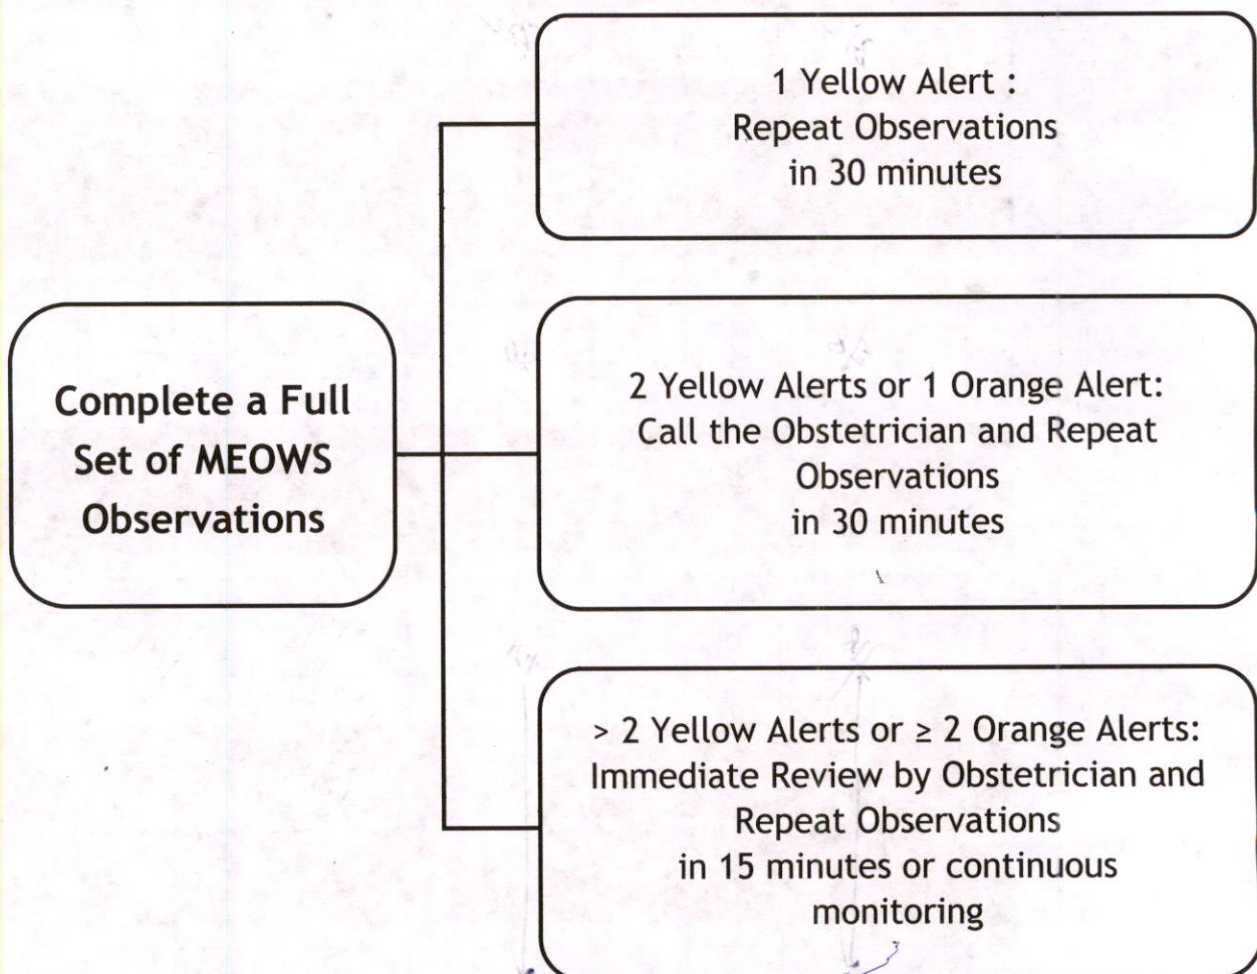 Complete a Full
Set of MEOWS
Observations
1 Yellow Alert :
Repeat Observations
in 30 minutes
2 Yellow Alerts or 1 Orange Alert:
Call the Obstetrician and Repeat
Observations
in 30 minutes
> 2 Yellow Alerts or ≥ 2 Orange Alerts:
Immediate Review by Obstetrician and
Repeat Observations
in 15 minutes or continuous
monitoring